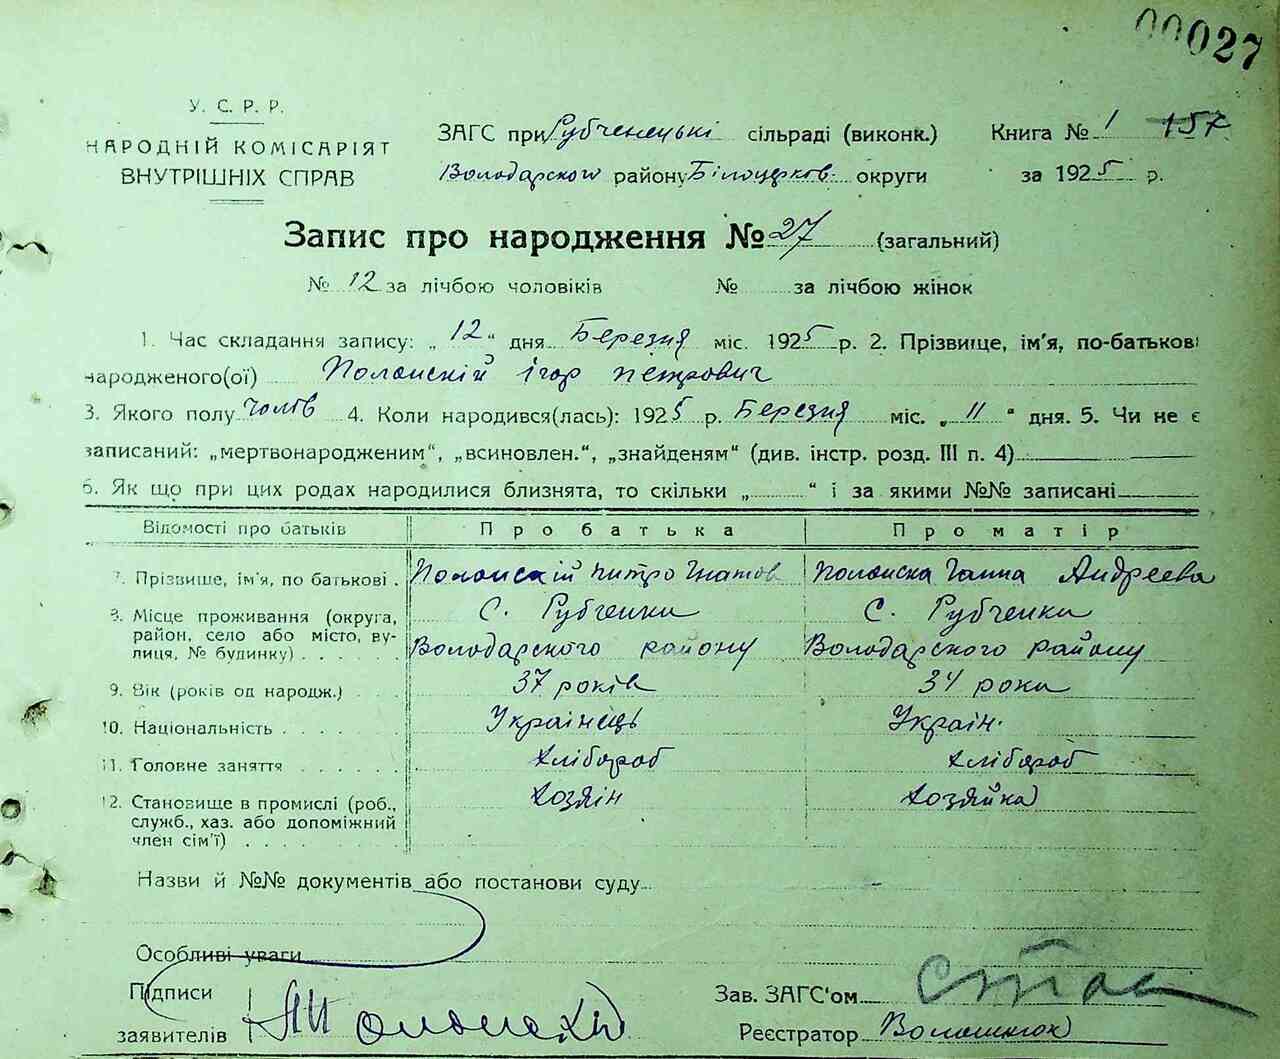 00027
У. С. Р. Р.
НАРОДНІЙ КОМІСАРІЯТ
ВНУТРІШНІХ СПРАВ
ЗАГС при Рубченецькі сільраді (виконк.) Книга № 1 157
Володарского району Білоцерков. округи за 1925 р.
Запис про народження № 27 (загальний)
№ 12 за лічбою чоловіків № за лічбою жінок
1. Час складання запису: „ 12 “ дня Березня міс. 1925 р. 2. Прізвище, ім'я, по-батькові
народженого(ої) Полонскій ігор петрович
3. Якого полу чолов 4. Коли народився(лась): 1925 р. Березня міс. „ 11 “ дня. 5. Чи не є
записаний: „мертвонародженим“, „всиновлен.“, „знайденям“ (див. інстр. розд. III п. 4)
6. Як що при цих родах народилися близнята, то скільки „ “ і за якими №№ записані
Відомості про батьків Про батька Про матір
7. Прізвище, ім'я, по батькові . Полонскій питро Гнатов Полонска Ганна Андреева
8. Місце проживання (округа, район, село або місто, вулиця, № будинку) . . . . . с. Рубченки с. Рубченки
Володарского району Володарского району
9. Вік (років од народж.) . 37 років 34 роки
10. Національність . . . . . Українець Україн.
11. Головне заняття . . . . . . хлібороб хлібороб
12. Становище в промислі (роб., служб., хаз. або допоміжний член сім'ї) . . . . хозяін хозяйка
Назви й №№ документів або постанови суду
Особливі уваги
Підписи
заявителів
Зав. ЗАГС'ом
Реєстратор Волошнюк